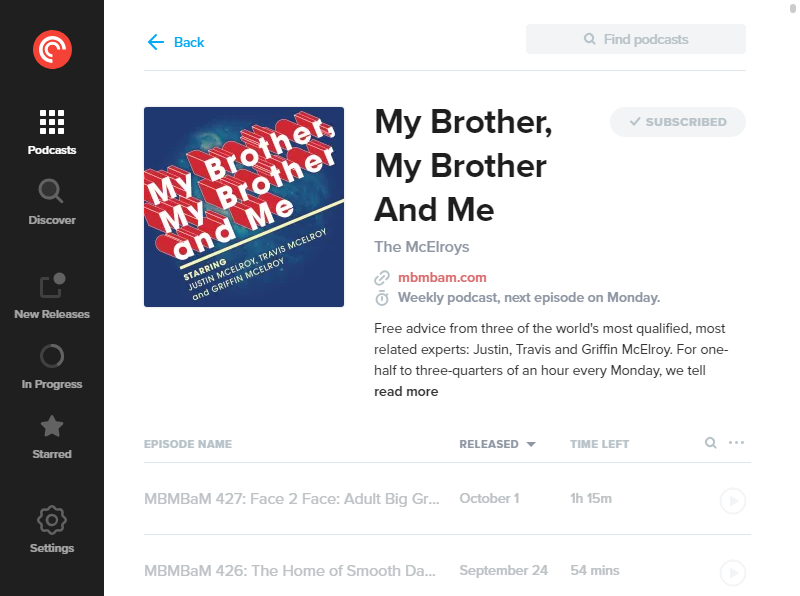 Podcasts
Discover
New Releases
In Progress
Starred
Settings
Back
Find podcasts
My Brother,
My Brother
and Me
STARRING
JUSTIN MCELROY, TRAVIS MCELROY
and GRIFFIN MCELROY
My Brother,
My Brother
And Me
SUBSCRIBED
The McElroys
mbmbam.com
Weekly podcast, next episode on Monday.
Free advice from three of the world's most qualified, most
related experts: Justin, Travis and Griffin McElroy. For one-
half to three-quarters of an hour every Monday, we tell
read more
EPISODE NAME RELEASED TIME LEFT
MBMBaM 427: Face 2 Face: Adult Big Gr... October 1 1h 15m
MBMBaM 426: The Home of Smooth Da... September 24 54 mins